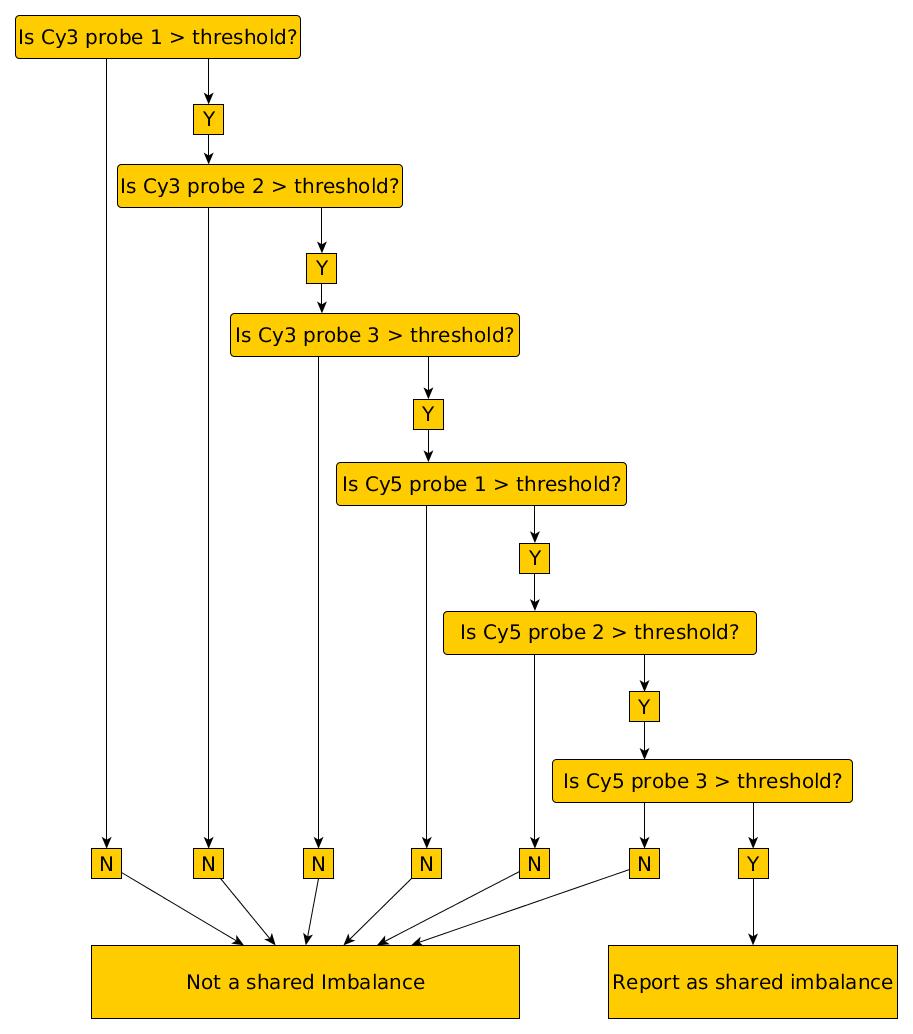 Is Cy3 probe 1 > threshold?
Y
Is Cy3 probe 2 > threshold?
Y
Is Cy3 probe 3 > threshold?
Y
Is Cy5 probe 1 > threshold?
Y
Is Cy5 probe 2 > threshold?
Y
Is Cy5 probe 3 > threshold?
N
N
N
N
N
N
Y
Not a shared Imbalance
Report as shared imbalance